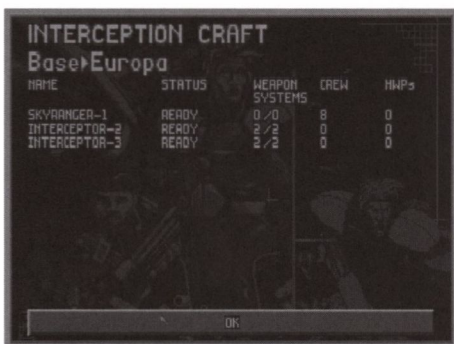 INTERCEPTION CRAFT
Base▸Europa
NAME STATUS WEAPON SYSTEMS CREW HWPs
SKYRANGER-1 READY 0/0 8 0
INTERCEPTOR-2 READY 2/2 0 0
INTERCEPTOR-3 READY 2/2 0 0
OK